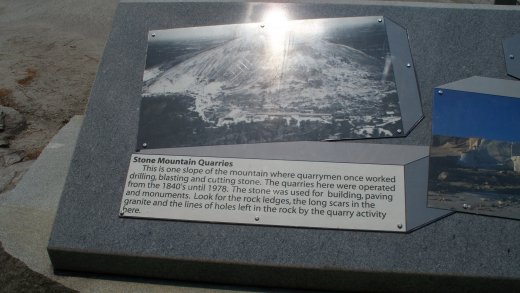 Stone Mountain Quarries
This is one slope of the mountain where quarrymen once worked
drilling, blasting and cutting stone. The quarries here were operated
from the 1840's until 1978. The stone was used for building, paving
and monuments. Look for the rock ledges, the long scars in the
granite and the lines of holes left in the rock by the quarry activity
here.